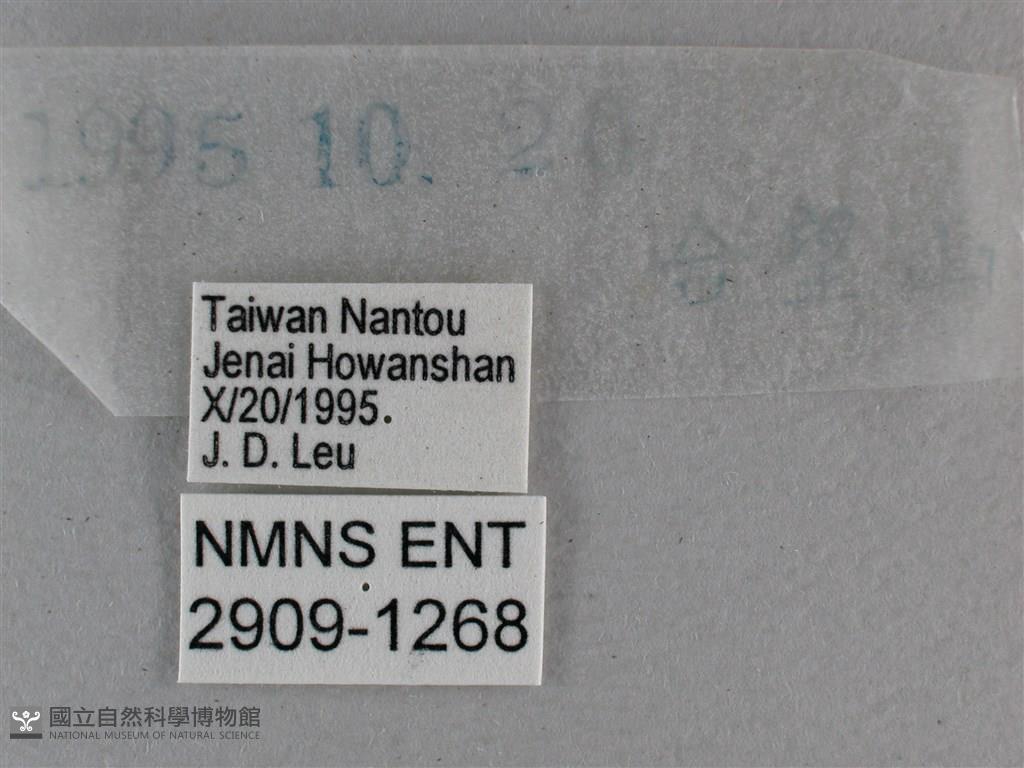 1995 10. 20
合歡山
Taiwan Nantou
Jenai Howanshan
X/20/1995.
J. D. Leu
NMNS ENT
2909-1268
國立自然科學博物館
NATIONAL MUSEUM OF NATURAL SCIENCE